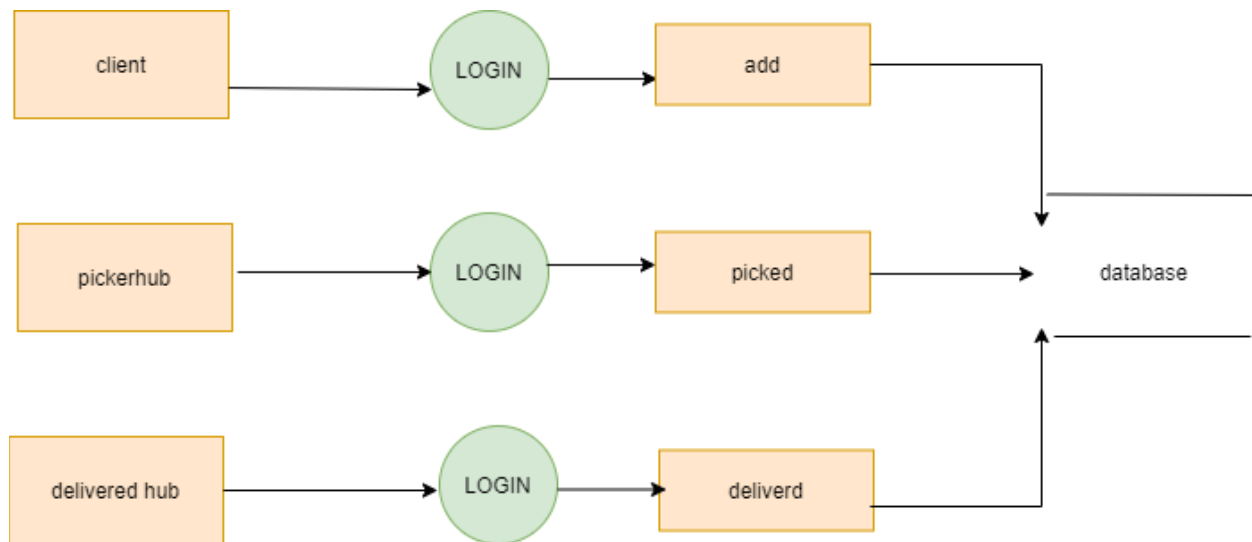 client
LOGIN
add
pickerhub
LOGIN
picked
database
delivered hub
LOGIN
deliverd